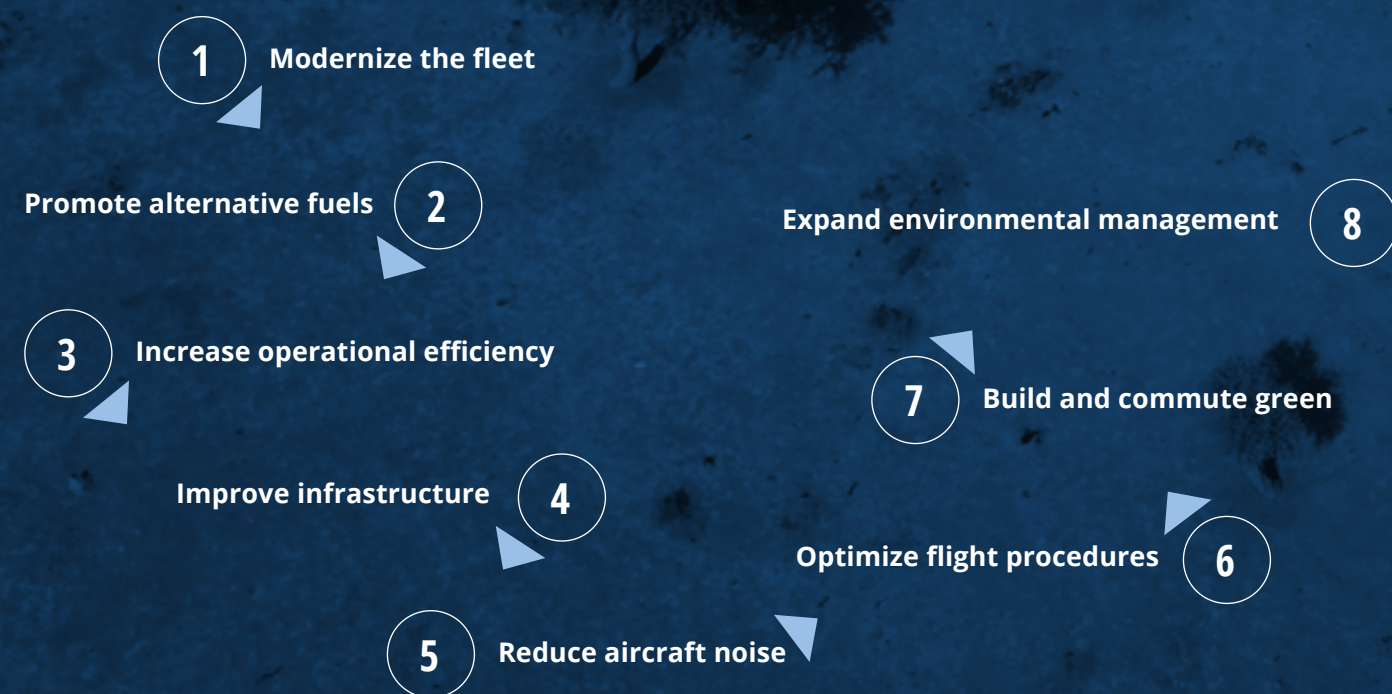 1 Modernize the fleet
Promote alternative fuels 2
3 Increase operational efficiency
Improve infrastructure 4
5 Reduce aircraft noise
Optimize flight procedures 6
7 Build and commute green
Expand environmental management 8